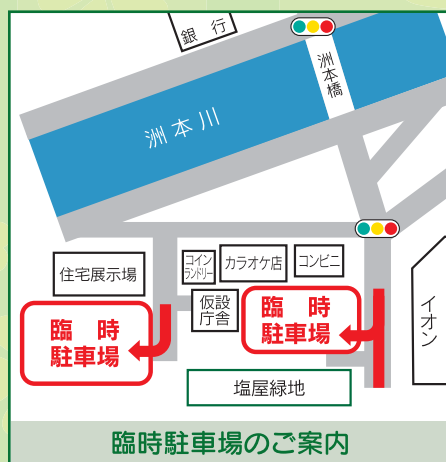 銀行
洲本橋
洲本川
住宅展示場
コイン
ランドリー
カラオケ店
コンビニ
仮設
庁舎
臨時
駐車場
臨時
駐車場
イオン
塩屋緑地
臨時駐車場のご案内